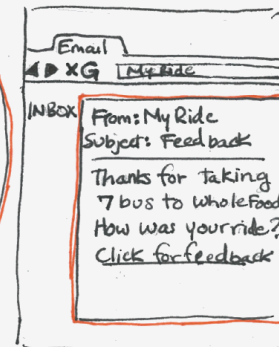 Email
My Ride
INBOX
From: My Ride
Subject: Feedback
Thanks for taking
7 bus to WholeFood
How was your ride?
Click for feedback